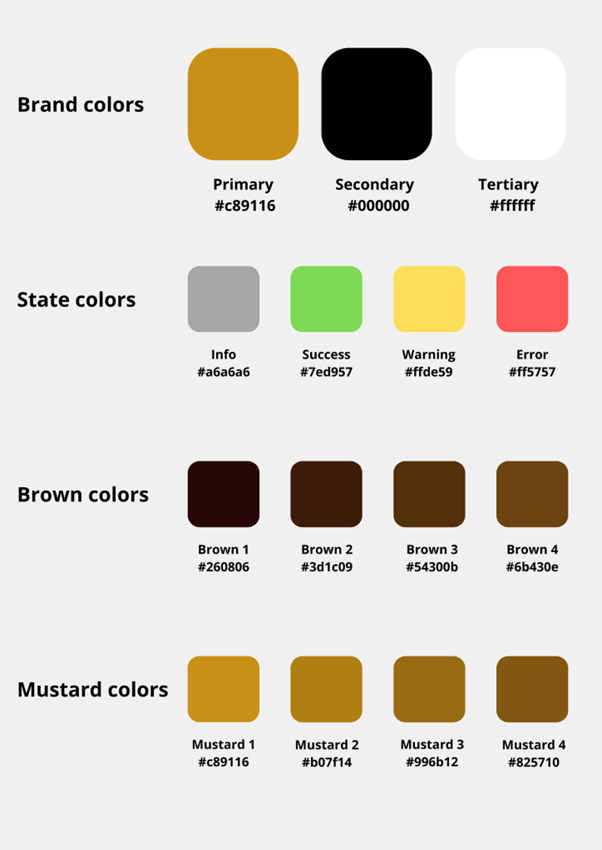 Brand colors
Primary
#c89116
Secondary
#000000
Tertiary
#ffffff
State colors
Info
#a6a6a6
Success
#7ed957
Warning
#ffde59
Error
#ff5757
Brown colors
Brown 1
#260806
Brown 2
#3d1c09
Brown 3
#54300b
Brown 4
#6b430e
Mustard colors
Mustard 1
#c89116
Mustard 2
#b07f14
Mustard 3
#996b12
Mustard 4
#825710